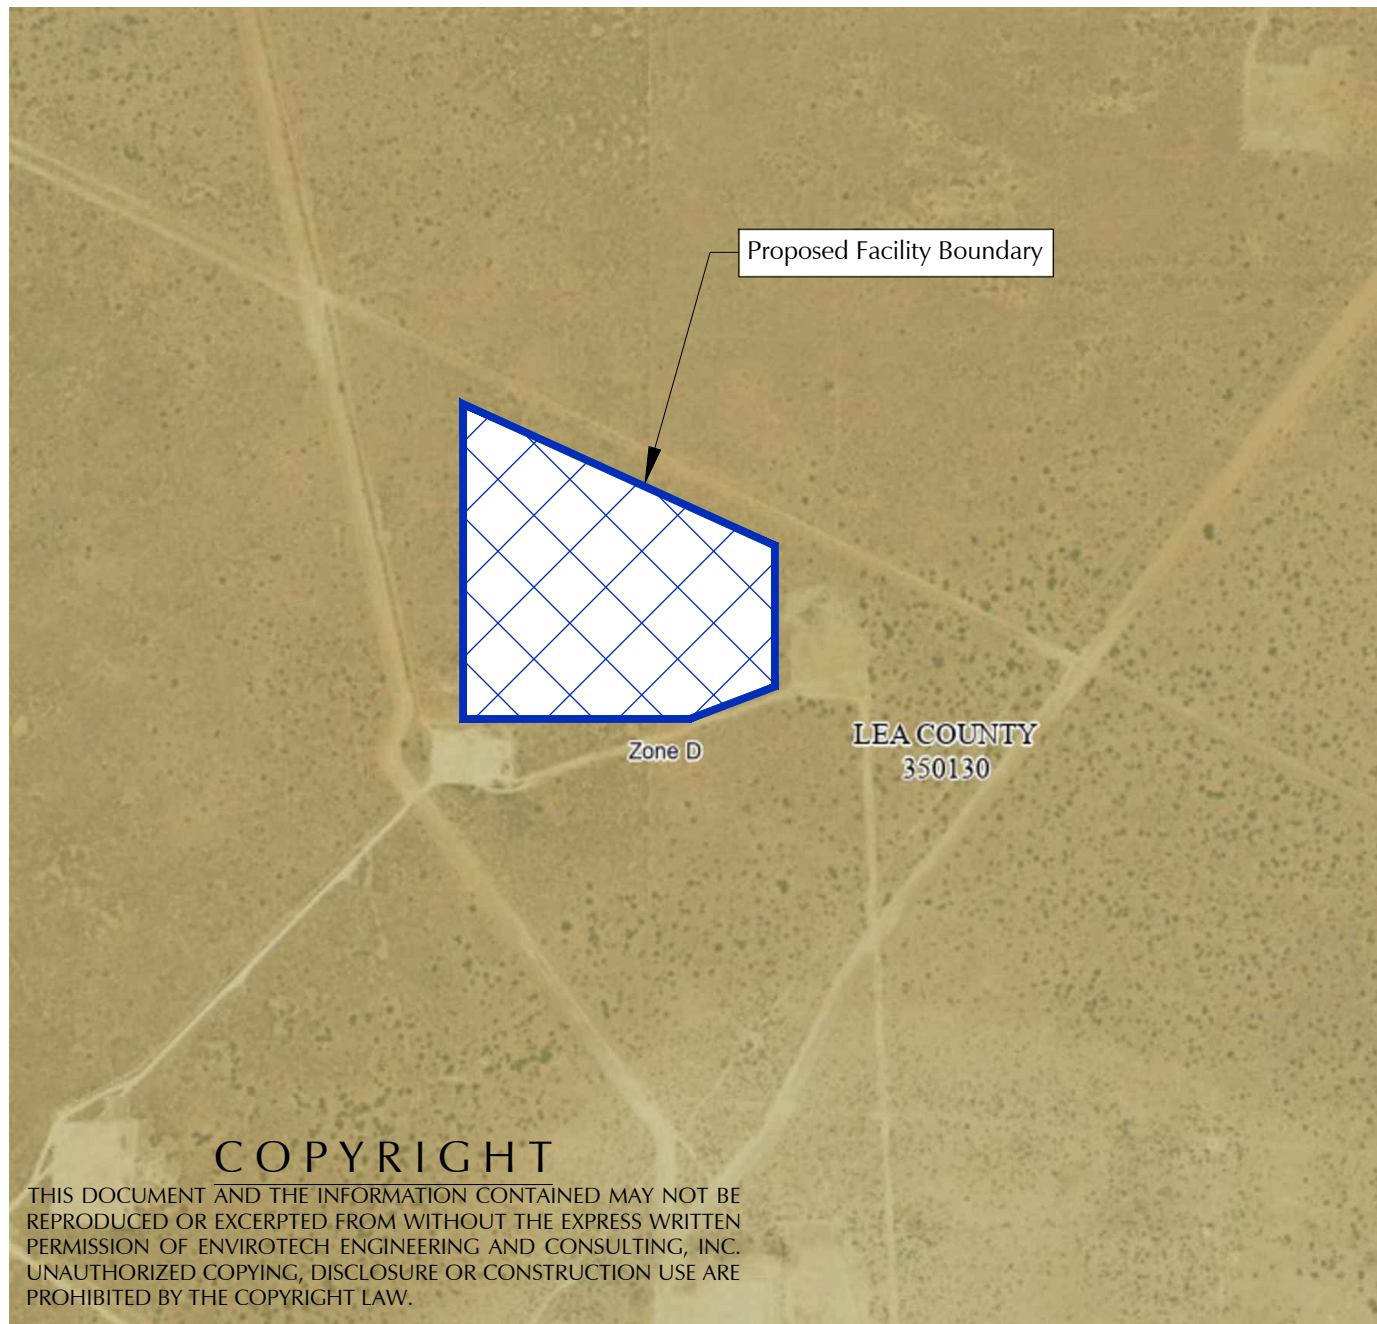 Proposed Facility Boundary
Zone D
LEA COUNTY
350130
COPYRIGHT
THIS DOCUMENT AND THE INFORMATION CONTAINED MAY NOT BE
REPRODUCED OR EXCERPTED FROM WITHOUT THE EXPRESS WRITTEN
PERMISSION OF ENVIROTECH ENGINEERING AND CONSULTING, INC.
UNAUTHORIZED COPYING, DISCLOSURE OR CONSTRUCTION USE ARE
PROHIBITED BY THE COPYRIGHT LAW.